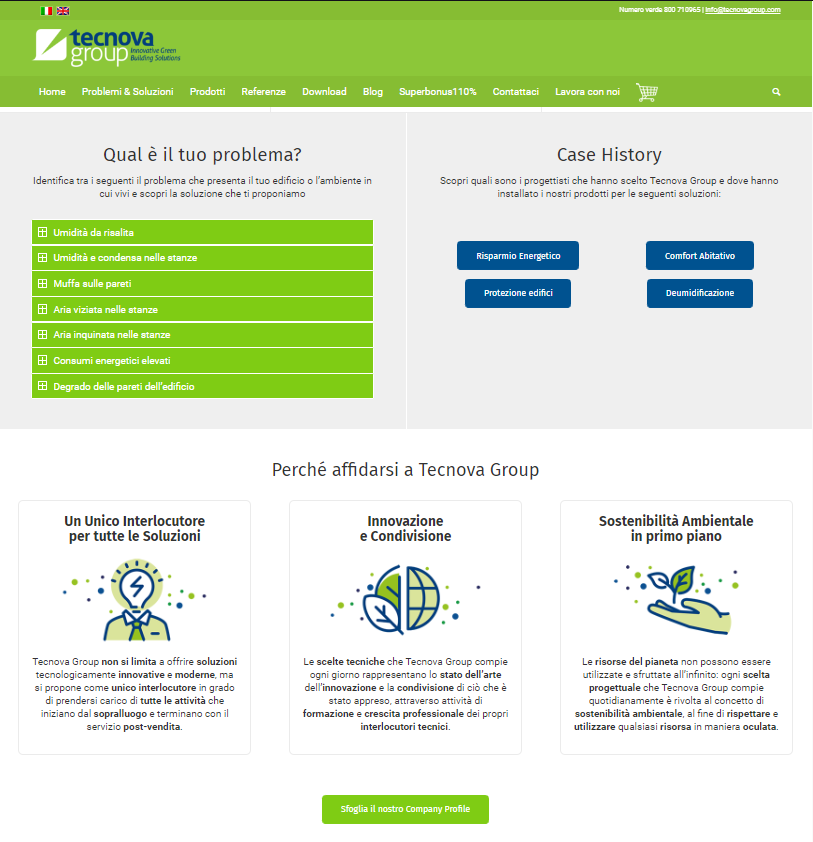 Numero verde 800 710965 | info@tecnovagroup.com
tecnova
group Innovative Green
Building Solutions
Home Problemi & Soluzioni Prodotti Referenze Download Blog Superbonus110% Contattaci Lavora con noi
Qual è il tuo problema?
Identifica tra i seguenti il problema che presenta il tuo edificio o l'ambiente in
cui vivi e scopri la soluzione che ti proponiamo
Umidità da risalita
Umidità e condensa nelle stanze
Muffa sulle pareti
Aria viziata nelle stanze
Aria inquinata nelle stanze
Consumi energetici elevati
Degrado delle pareti dell'edificio
Case History
Scopri quali sono i progettisti che hanno scelto Tecnova Group e dove hanno
installato i nostri prodotti per le seguenti soluzioni:
Risparmio Energetico Comfort Abitativo
Protezione edifici Deumidificazione
Perché affidarsi a Tecnova Group
Un Unico Interlocutore
per tutte le Soluzioni
Tecnova Group non si limita a offrire soluzioni
tecnologicamente innovative e moderne, ma
si propone come unico interlocutore in grado
di prendersi carico di tutte le attività che
iniziano dal sopralluogo e terminano con il
servizio post-vendita.
Innovazione
e Condivisione
Le scelte tecniche che Tecnova Group compie
ogni giorno rappresentano lo stato dell'arte
dell'innovazione e la condivisione di ciò che è
stato appreso, attraverso attività di
formazione e crescita professionale dei propri
interlocutori tecnici.
Sostenibilità Ambientale
in primo piano
Le risorse del pianeta non possono essere
utilizzate e sfruttate all'infinito: ogni scelta
progettuale che Tecnova Group compie
quotidianamente è rivolta al concetto di
sostenibilità ambientale, al fine di rispettare e
utilizzare qualsiasi risorsa in maniera oculata.
Sfoglia il nostro Company Profile